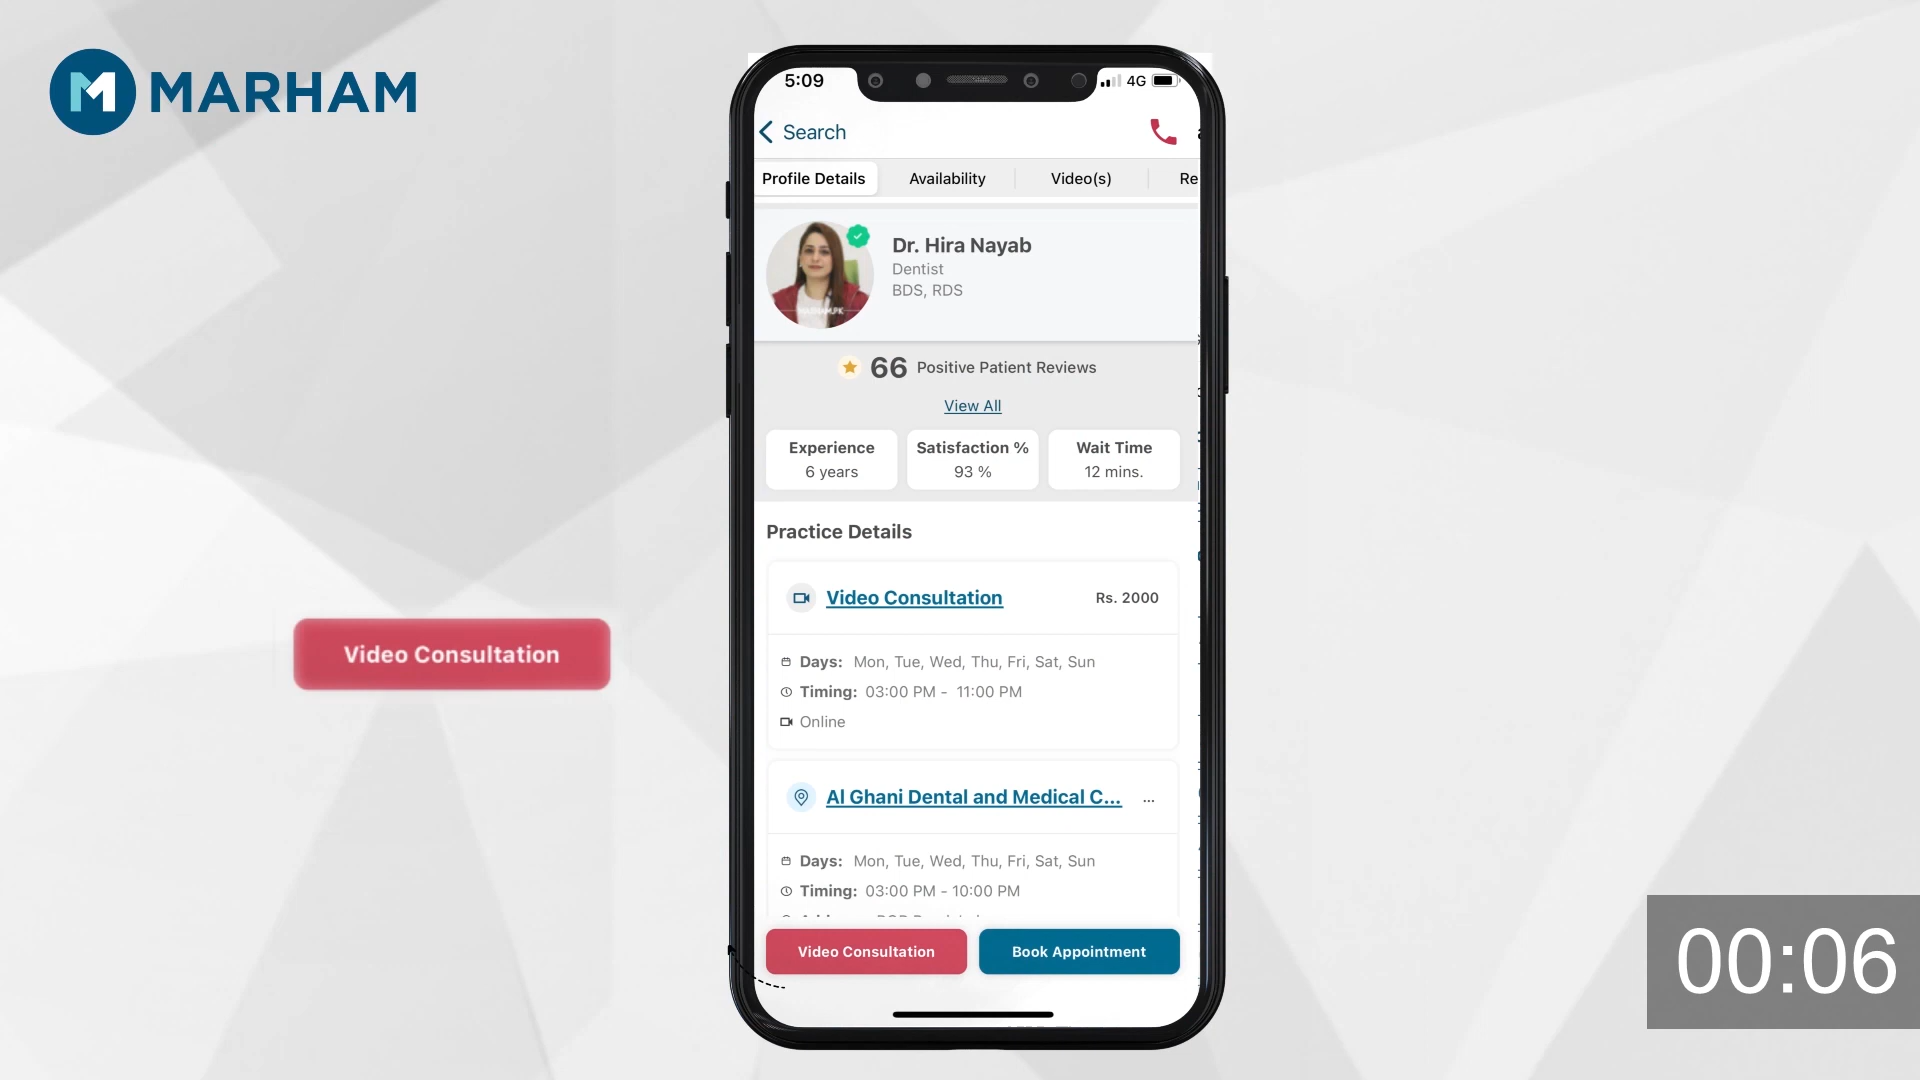 MARHAM
5:09
4G
Search
Profile Details
Availability
Video(s)
Re
Dr. Hira Nayab
Dentist
BDS, RDS
66 Positive Patient Reviews
View All
Experience
6 years
Satisfaction %
93 %
Wait Time
12 mins.
Practice Details
Video Consultation
Rs. 2000
Days: Mon, Tue, Wed, Thu, Fri, Sat, Sun
Timing: 03:00 PM - 11:00 PM
Online
Video Consultation
Al Ghani Dental and Medical C...
...
Days: Mon, Tue, Wed, Thu, Fri, Sat, Sun
Timing: 03:00 PM - 10:00 PM
Video Consultation
Book Appointment
00:06